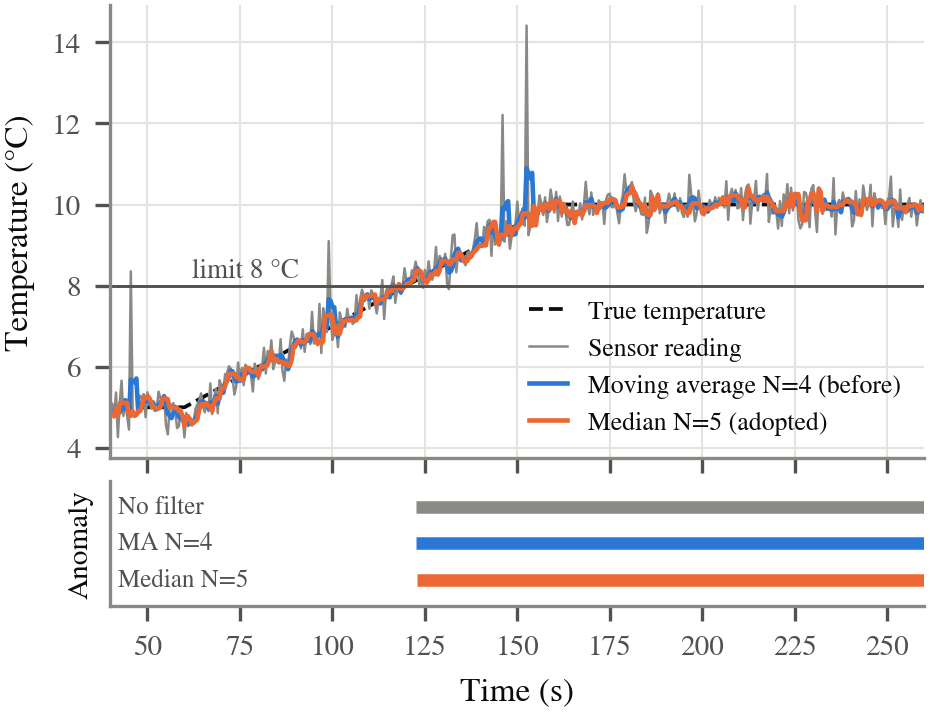 14
12
10
8
6
4
Temperature (°C)
limit 8 °C
True temperature
Sensor reading
Moving average N=4 (before)
Median N=5 (adopted)
Anomaly
No filter
MA N=4
Median N=5
50 75 100 125 150 175 200 225 250
Time (s)